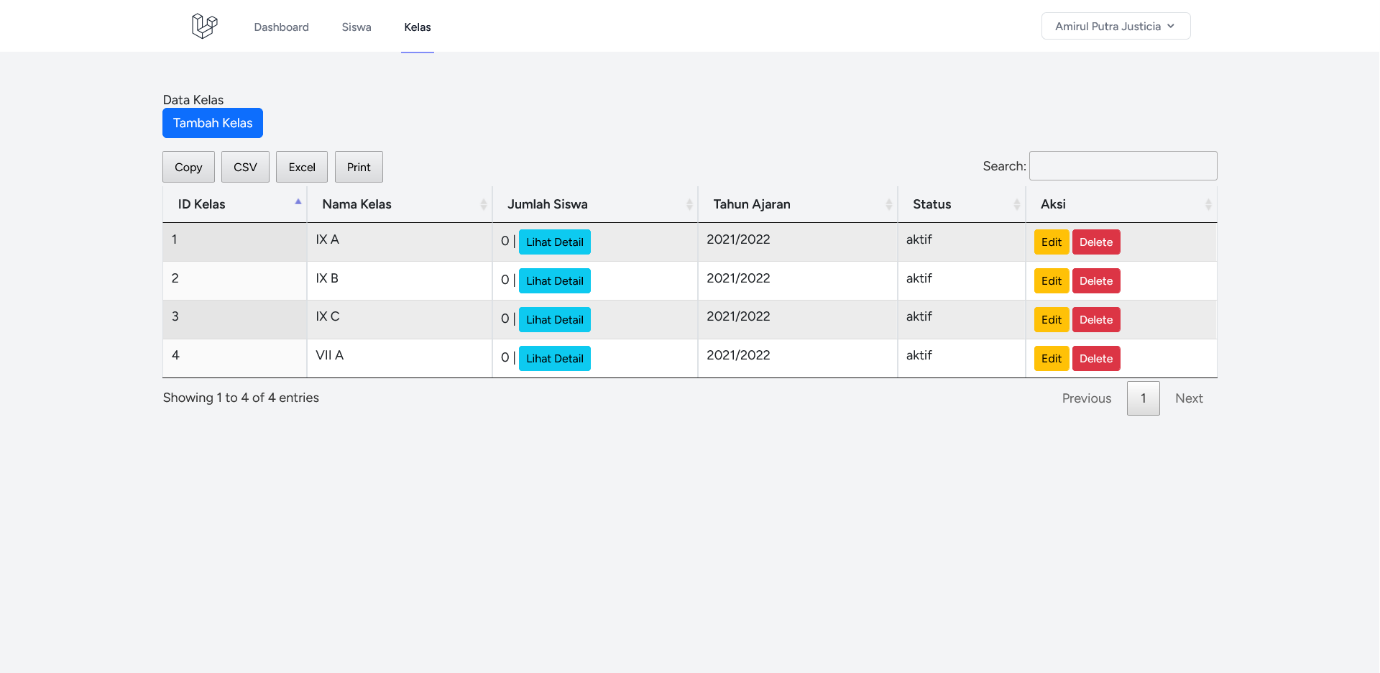 Dashboard Siswa Kelas Amirul Putra Justicia
Data Kelas
Tambah Kelas
Copy CSV Excel Print Search:
ID Kelas Nama Kelas Jumlah Siswa Tahun Ajaran Status Aksi
1 IX A 0 | Lihat Detail 2021/2022 aktif Edit Delete
2 IX B 0 | Lihat Detail 2021/2022 aktif Edit Delete
3 IX C 0 | Lihat Detail 2021/2022 aktif Edit Delete
4 VII A 0 | Lihat Detail 2021/2022 aktif Edit Delete
Showing 1 to 4 of 4 entries Previous 1 Next